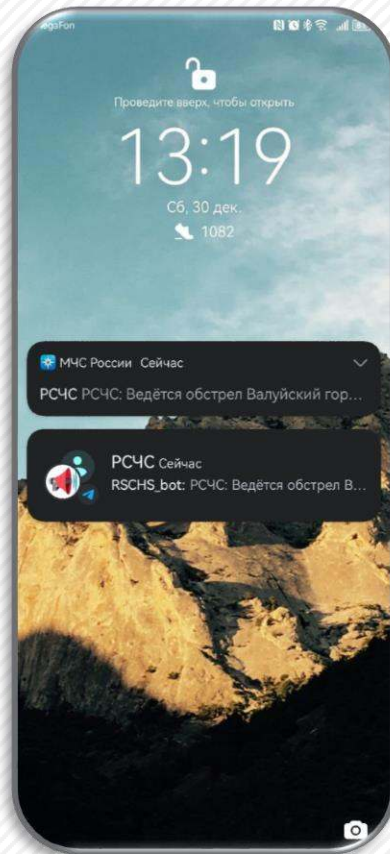 MegaFon
Проведите вверх, чтобы открыть
13:19
Сб, 30 дек.
1082
МЧС России Сейчас
РСЧС РСЧС: Ведётся обстрел Валуйский гор...
РСЧС Сейчас
RSCHS_bot: РСЧС: Ведётся обстрел В...